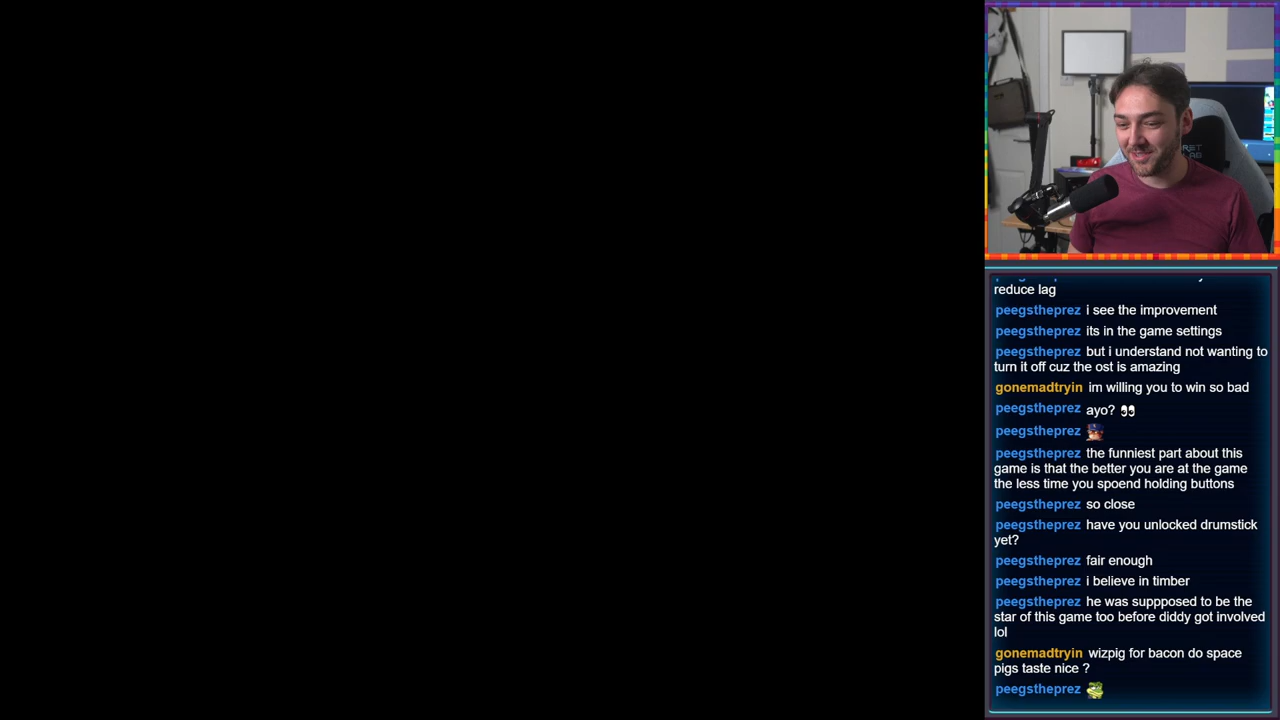 reduce lag
peegstheprez i see the improvement
peegstheprez its in the game settings
peegstheprez but i understand not wanting to
turn it off cuz the ost is amazing
gonemadtryin im willing you to win so bad
peegstheprez ayo? 👀
peegstheprez
peegstheprez the funniest part about this
game is that the better you are at the game
the less time you spoend holding buttons
peegstheprez so close
peegstheprez have you unlocked drumstick
yet?
peegstheprez fair enough
peegstheprez i believe in timber
peegstheprez he was suppposed to be the
star of this game too before diddy got involved
lol
gonemadtryin wizpig for bacon do space
pigs taste nice ?
peegstheprez